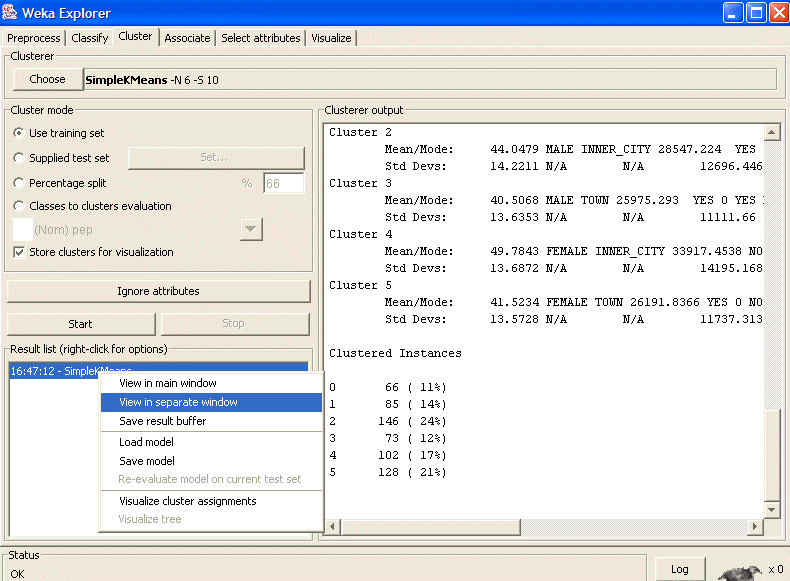 Weka Explorer
Preprocess Classify Cluster Associate Select attributes Visualize
Clusterer
Choose SimpleKMeans -N 6 -S 10
Cluster mode
Use training set
Supplied test set Set...
Percentage split % 66
Classes to clusters evaluation
(Nom) pep
Store clusters for visualization
Ignore attributes
Start Stop
Result list (right-click for options)
16:47:12 - SimpleKMeans
View in main window
View in separate window
Save result buffer
Load model
Save model
Re-evaluate model on current test set
Visualize cluster assignments
Visualize tree
Clusterer output
Cluster 2
Mean/Mode: 44.0479 MALE INNER_CITY 28547.224 YES
Std Devs: 14.2211 N/A N/A 12696.446
Cluster 3
Mean/Mode: 40.5068 MALE TOWN 25975.293 YES 0 YES
Std Devs: 13.6353 N/A N/A 11111.66
Cluster 4
Mean/Mode: 49.7843 FEMALE INNER_CITY 33917.4538 NO
Std Devs: 13.6872 N/A N/A 14195.168
Cluster 5
Mean/Mode: 41.5234 FEMALE TOWN 26191.8366 YES 0 NO
Std Devs: 13.5728 N/A N/A 11737.313
Clustered Instances
0 66 ( 11%)
1 85 ( 14%)
2 146 ( 24%)
3 73 ( 12%)
4 102 ( 17%)
5 128 ( 21%)
Status
OK
Log x 0